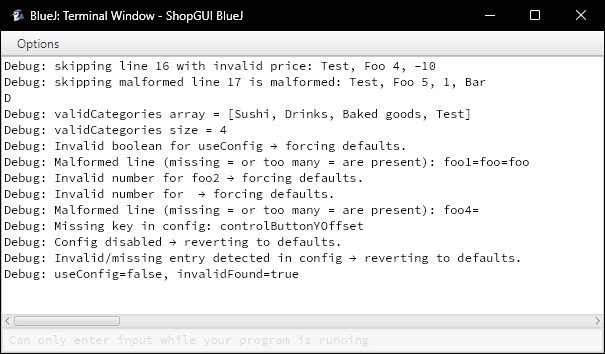 BlueJ: Terminal Window - ShopGUI BlueJ
Options
Debug: skipping line 16 with invalid price: Test, Foo 4, -10
Debug: skipping malformed line 17 is malformed: Test, Foo 5, 1, Bar
D
Debug: validCategories array = [Sushi, Drinks, Baked goods, Test]
Debug: validCategories size = 4
Debug: Invalid boolean for useConfig → forcing defaults.
Debug: Malformed line (missing = or too many = are present): foo1=foo=foo
Debug: Invalid number for foo2 → forcing defaults.
Debug: Invalid number for  → forcing defaults.
Debug: Malformed line (missing = or too many = are present): foo4=
Debug: Missing key in config: controlButtonYOffset
Debug: Config disabled → reverting to defaults.
Debug: Invalid/missing entry detected in config → reverting to defaults.
Debug: useConfig=false, invalidFound=true
Can only enter input while your program is running